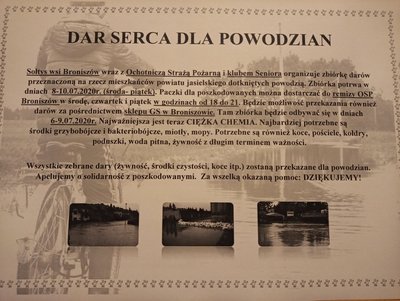 DAR SERCA DLA POWODZIAN
Sołtys wsi Broniszów wraz z Ochotniczą Strażą Pożarną i klubem Seniora organizuje zbiórkę darów
przeznaczoną na rzecz mieszkańców powiatu jasielskiego dotkniętych powodzią. Zbiórka potrwa w
dniach 8-10.07.2020r. (środa- piątek). Paczki dla poszkodowanych można dostarczać do remizy OSP
Broniszów w środę, czwartek i piątek w godzinach od 18 do 21. Będzie możliwość przekazania również
darów za pośrednictwem sklepu GS w Broniszowie. Tam zbiórka będzie odbywać się w dniach
6-9.07.2020r. Najważniejsza jest teraz CIĘŻKA CHEMIA. Najbardziej potrzebne są
środki grzybobójcze i bakteriobójcze, miotły, mopy. Potrzebne są również koce, pościele, kołdry,
poduszki, woda pitna, żywność z długim terminem ważności.
Wszystkie zebrane dary (żywność, środki czystości, koce itp.) zostaną przekazane dla powodzian.
Apelujemy o solidarność z poszkodowanymi. Za wszelką okazaną pomoc; DZIĘKUJEMY!